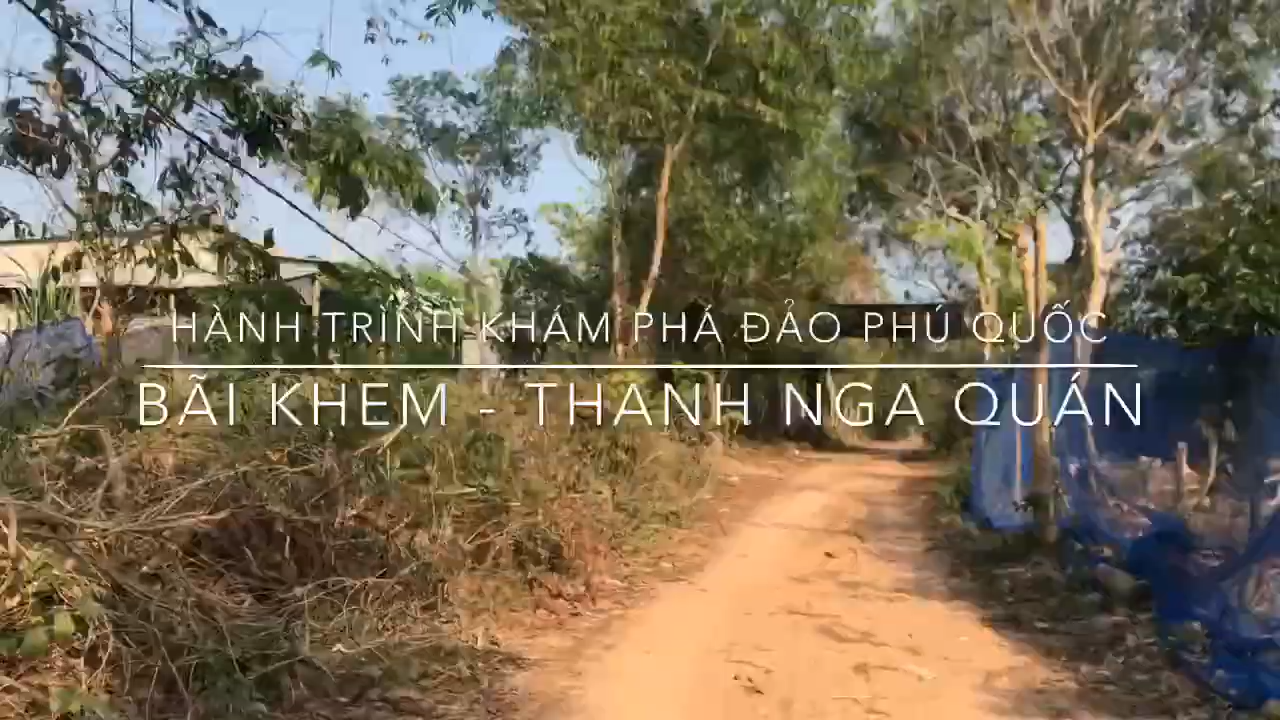 HÀNH TRÌNH KHÁM PHÁ ĐẢO PHÚ QUỐC
BÃI KHEM - THANH NGA QUÁN